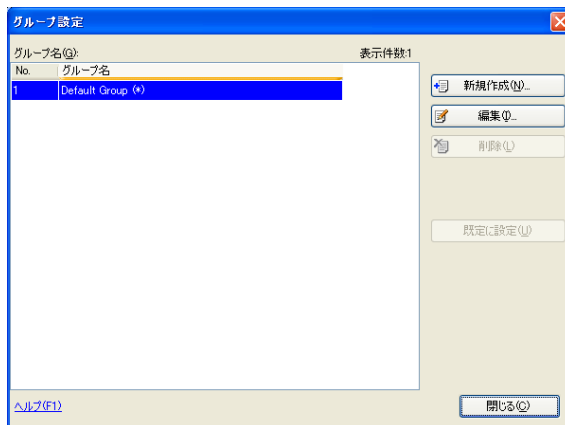 グループ設定
グループ名(G):
表示件数:1
No. グループ名
1 Default Group (*)
新規作成(N)...
編集(I)...
削除(L)
既定に設定(U)
ヘルプ(F1)
閉じる(C)